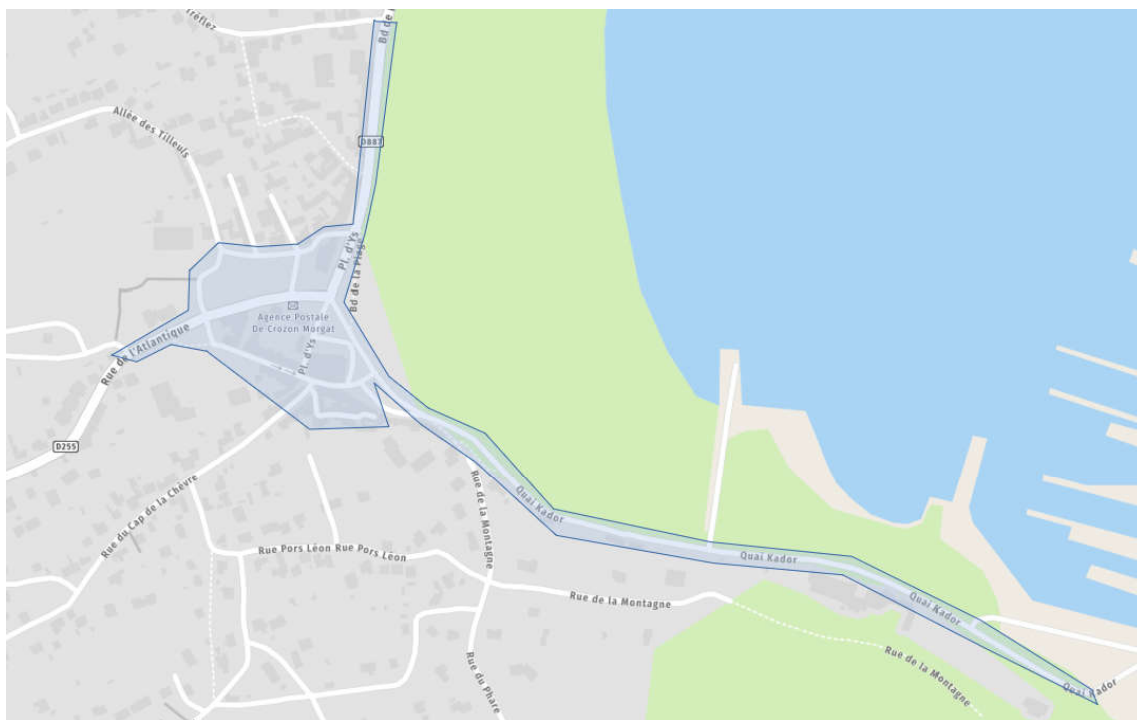 Tréflez
Bd de l
Allée des Tilleuls
D887
Pl. d'Ys
Bd de la Plage
Agence Postale
De Crozon Morgat
Rue de l'Atlantique
Pl. d'Ys
D255
Rue du Cap de la Chèvre
Rue de la Montagne
Quai Kador
Quai Kador
Rue Pors Léon Rue Pors Léon
Rue de la Montagne
Quai Kador
Rue de la Montagne
Rue du Phare
Quai Kador